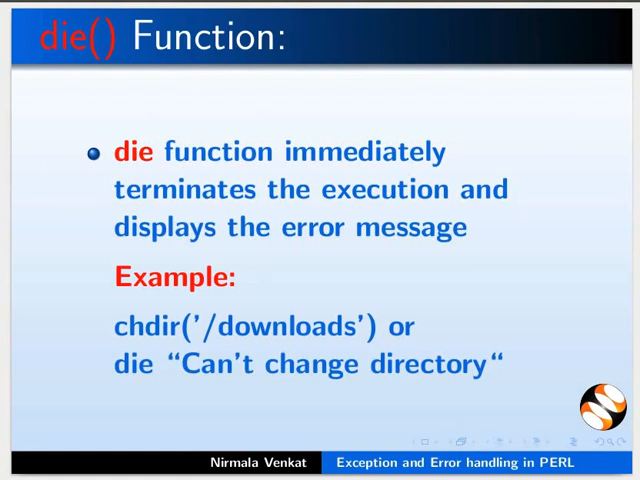 die() Function:
die function immediately
terminates the execution and
displays the error message
Example:
chdir('/downloads') or
die “Can't change directory“
Nirmala Venkat
Exception and Error handling in PERL